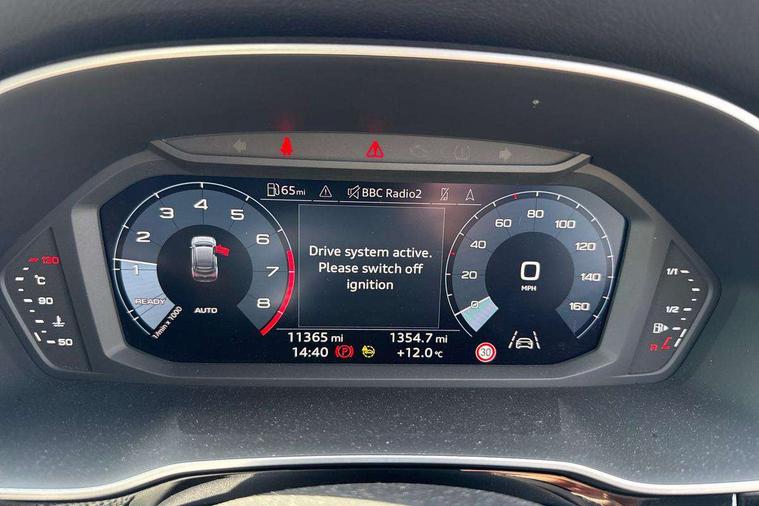 65mi
BBC Radio2
1
2
3
4
5
6
7
8
READY
1/min x 1000
AUTO
Drive system active.
Please switch off
ignition
0
20
40
60
80
100
120
140
160
0
MPH
130
°C
90
50
1/1
1/2
R
11365 mi
1354.7 mi
14:40
P
+12.0°C
30